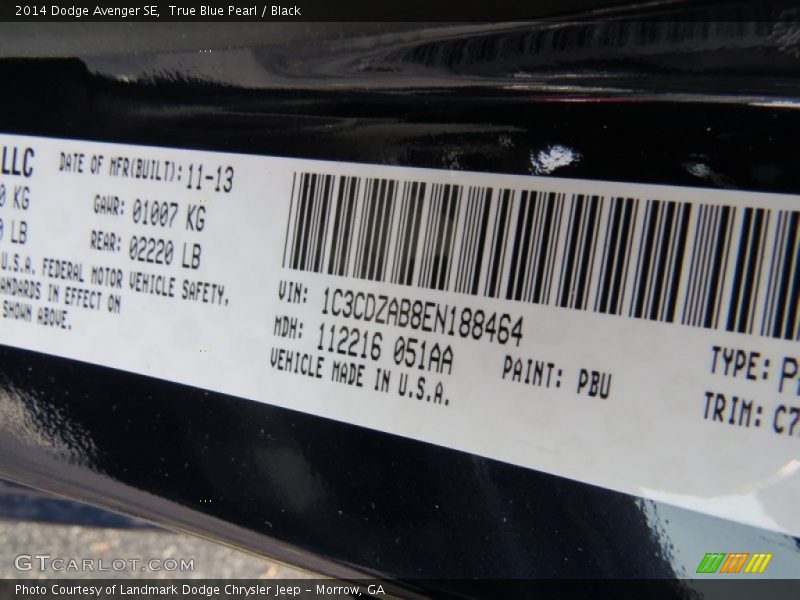 2014 Dodge Avenger SE,  True Blue Pearl / Black
LLC
DATE OF MFR(BUILT): 11-13
KG
GAWR: 01007 KG
LB
REAR: 02220 LB
U.S.A. FEDERAL MOTOR VEHICLE SAFETY,
IN EFFECT ON
SHOWN ABOVE.
VIN: 1C3CDZAB8EN188464
MDH: 112216 051AA
VEHICLE MADE IN U.S.A.
PAINT: PBU
TYPE:
TRIM: C7
GTCARLOT.COM
Photo Courtesy of Landmark Dodge Chrysler Jeep – Morrow, GA